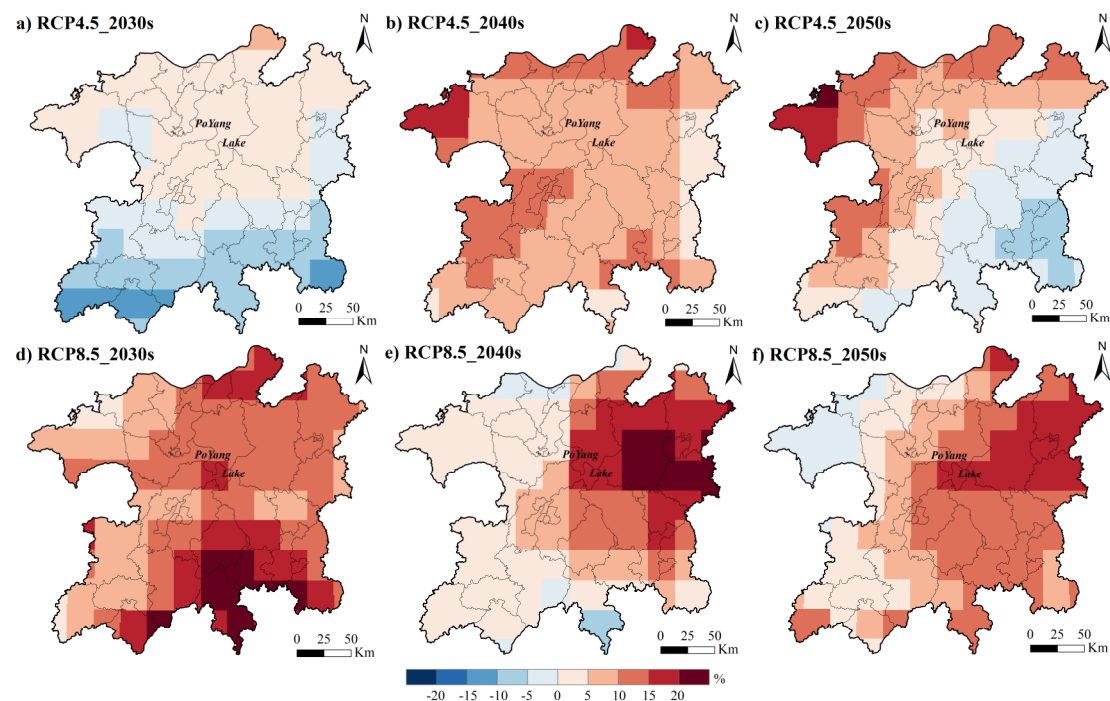 a) RCP4.5_2030s
N
PoYang
Lake
0 25 50
Km
b) RCP4.5_2040s
N
PoYang
Lake
0 25 50
Km
c) RCP4.5_2050s
N
PoYang
Lake
0 25 50
Km
d) RCP8.5_2030s
N
PoYang
Lake
0 25 50
Km
e) RCP8.5_2040s
N
PoYang
Lake
0 25 50
Km
f) RCP8.5_2050s
N
PoYang
Lake
0 25 50
Km
%
-20 -15 -10 -5 0 5 10 15 20